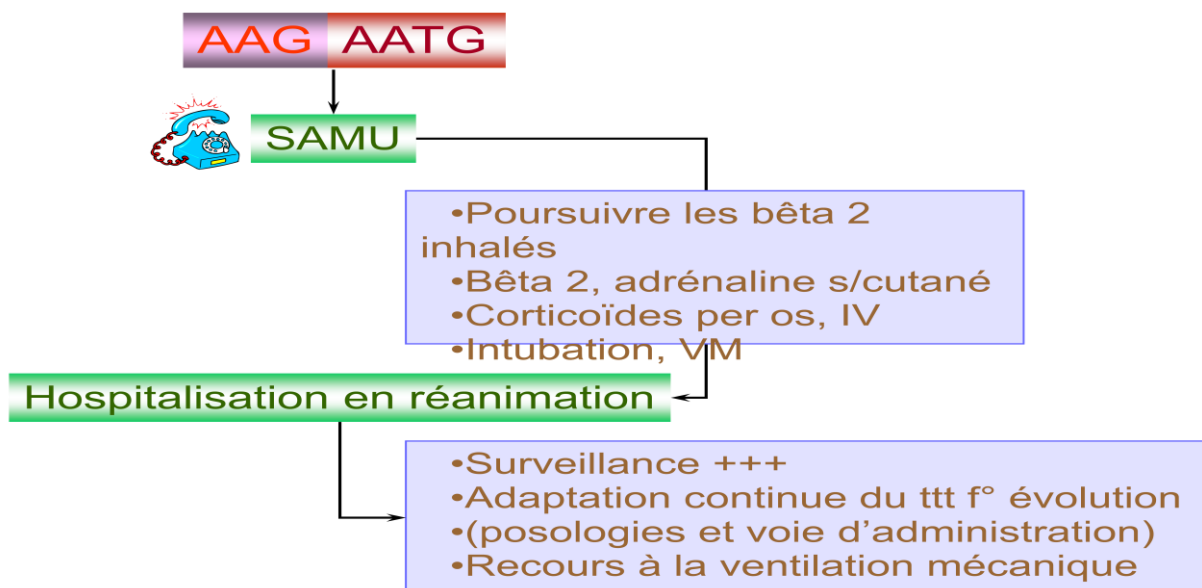 AAG AATG
SAMU
•Poursuivre les bêta 2
inhalés
•Bêta 2, adrénaline s/cutané
•Corticoïdes per os, IV
•Intubation, VM
Hospitalisation en réanimation
•Surveillance +++
•Adaptation continue du ttt f° évolution
•(posologies et voie d'administration)
•Recours à la ventilation mécanique